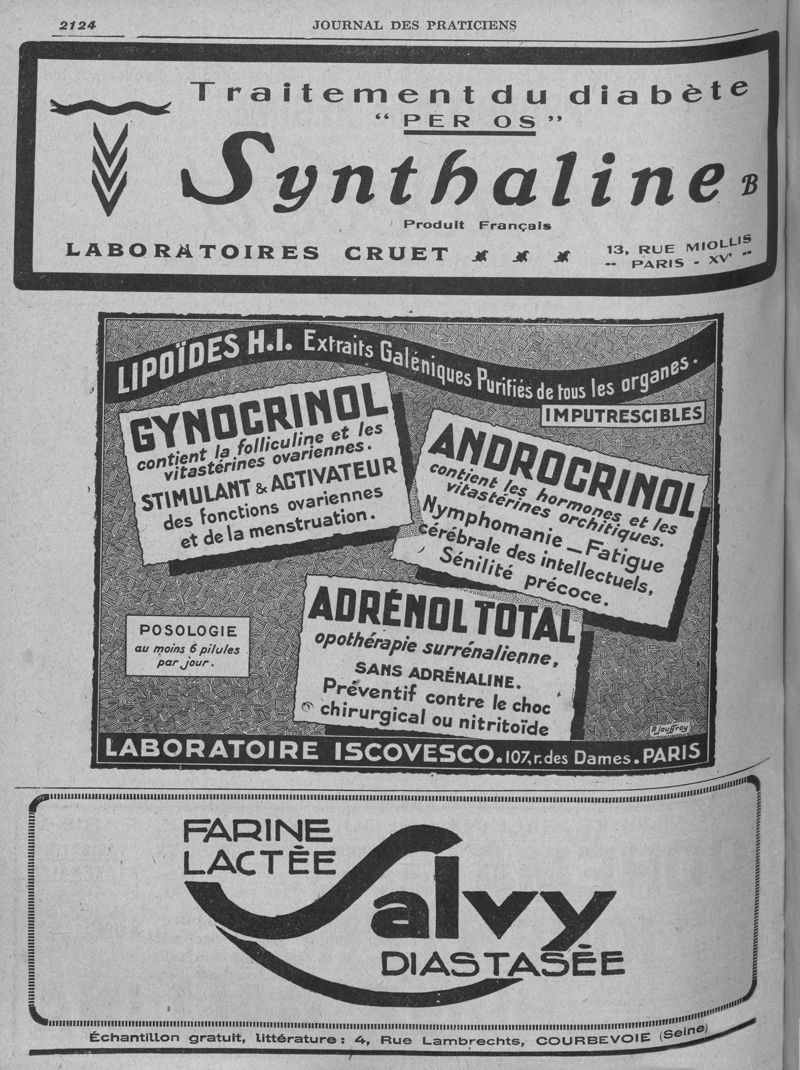 2124
JOURNAL DES PRATICIENS
Traitement du diabète
“ PER OS ”
Synthaline B
Produit Français
LABORATOIRES CRUET
13, RUE MIOLLIS
-- PARIS - XVᵉ --
LIPOÏDES H.I. Extraits Galéniques Purifiés de tous les organes.
IMPUTRESCIBLES
GYNOCRINOL
contient la folliculine et les
vitastérines ovariennes.
STIMULANT & ACTIVATEUR
des fonctions ovariennes
et de la menstruation.
ANDROCRINOL
contient les hormones et les
vitastérines orchitiques.
Nymphomanie _ Fatigue
cérébrale des intellectuels,
Sénilité précoce.
ADRÉNOL TOTAL
opothérapie surrénalienne,
SANS ADRÉNALINE.
Préventif contre le choc
chirurgical ou nitritoïde
POSOLOGIE
au moins 6 pilules
par jour.
R. Jouffroy
LABORATOIRE ISCOVESCO. 107, r. des Dames. PARIS
FARINE
LACTÉE
Salvy
DIASTASÉE
Échantillon gratuit, littérature : 4, Rue Lambrechts, COURBEVOIE (Seine)